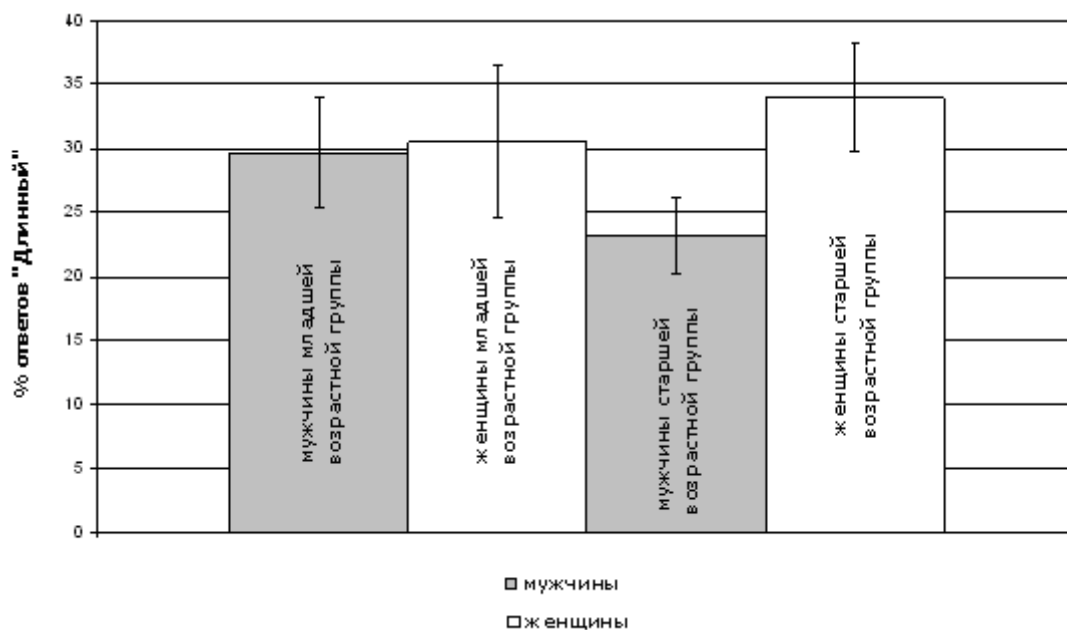 % ответов "Длинный"
40
35
30
25
20
15
10
5
0
мужчины младшей
возрастной группы
женщины младшей
возрастной группы
мужчины старшей
возрастной группы
женщины старшей
возрастной группы
мужчины
женщины